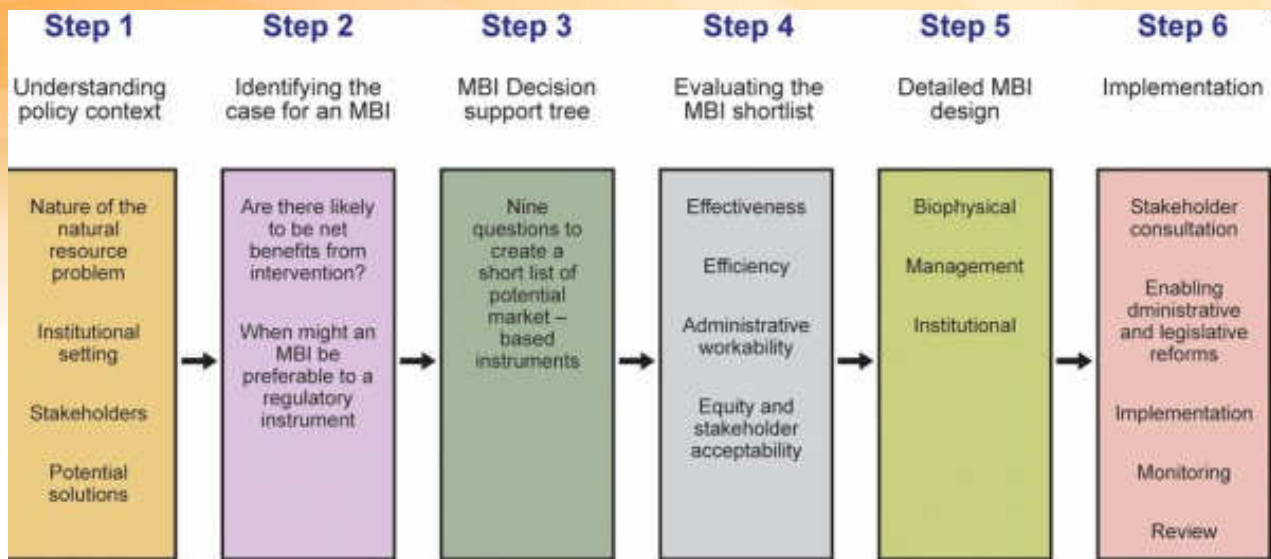 Step 1
Understanding
policy context
Nature of the
natural
resource
problem
Institutional
setting
Stakeholders
Potential
solutions
Step 2
Identifying the
case for an MBI
Are there likely
to be net
benefits from
intervention?
When might an
MBI be
preferable to a
regulatory
instrument
Step 3
MBI Decision
support tree
Nine
questions to
create a
short list of
potential
market –
based
instruments
Step 4
Evaluating the
MBI shortlist
Effectiveness
Efficiency
Administrative
workability
Equity and
stakeholder
acceptability
Step 5
Detailed MBI
design
Biophysical
Management
Institutional
Step 6
Implementation
Stakeholder
consultation
Enabling
dministrative
and legislative
reforms
Implementation
Monitoring
Review